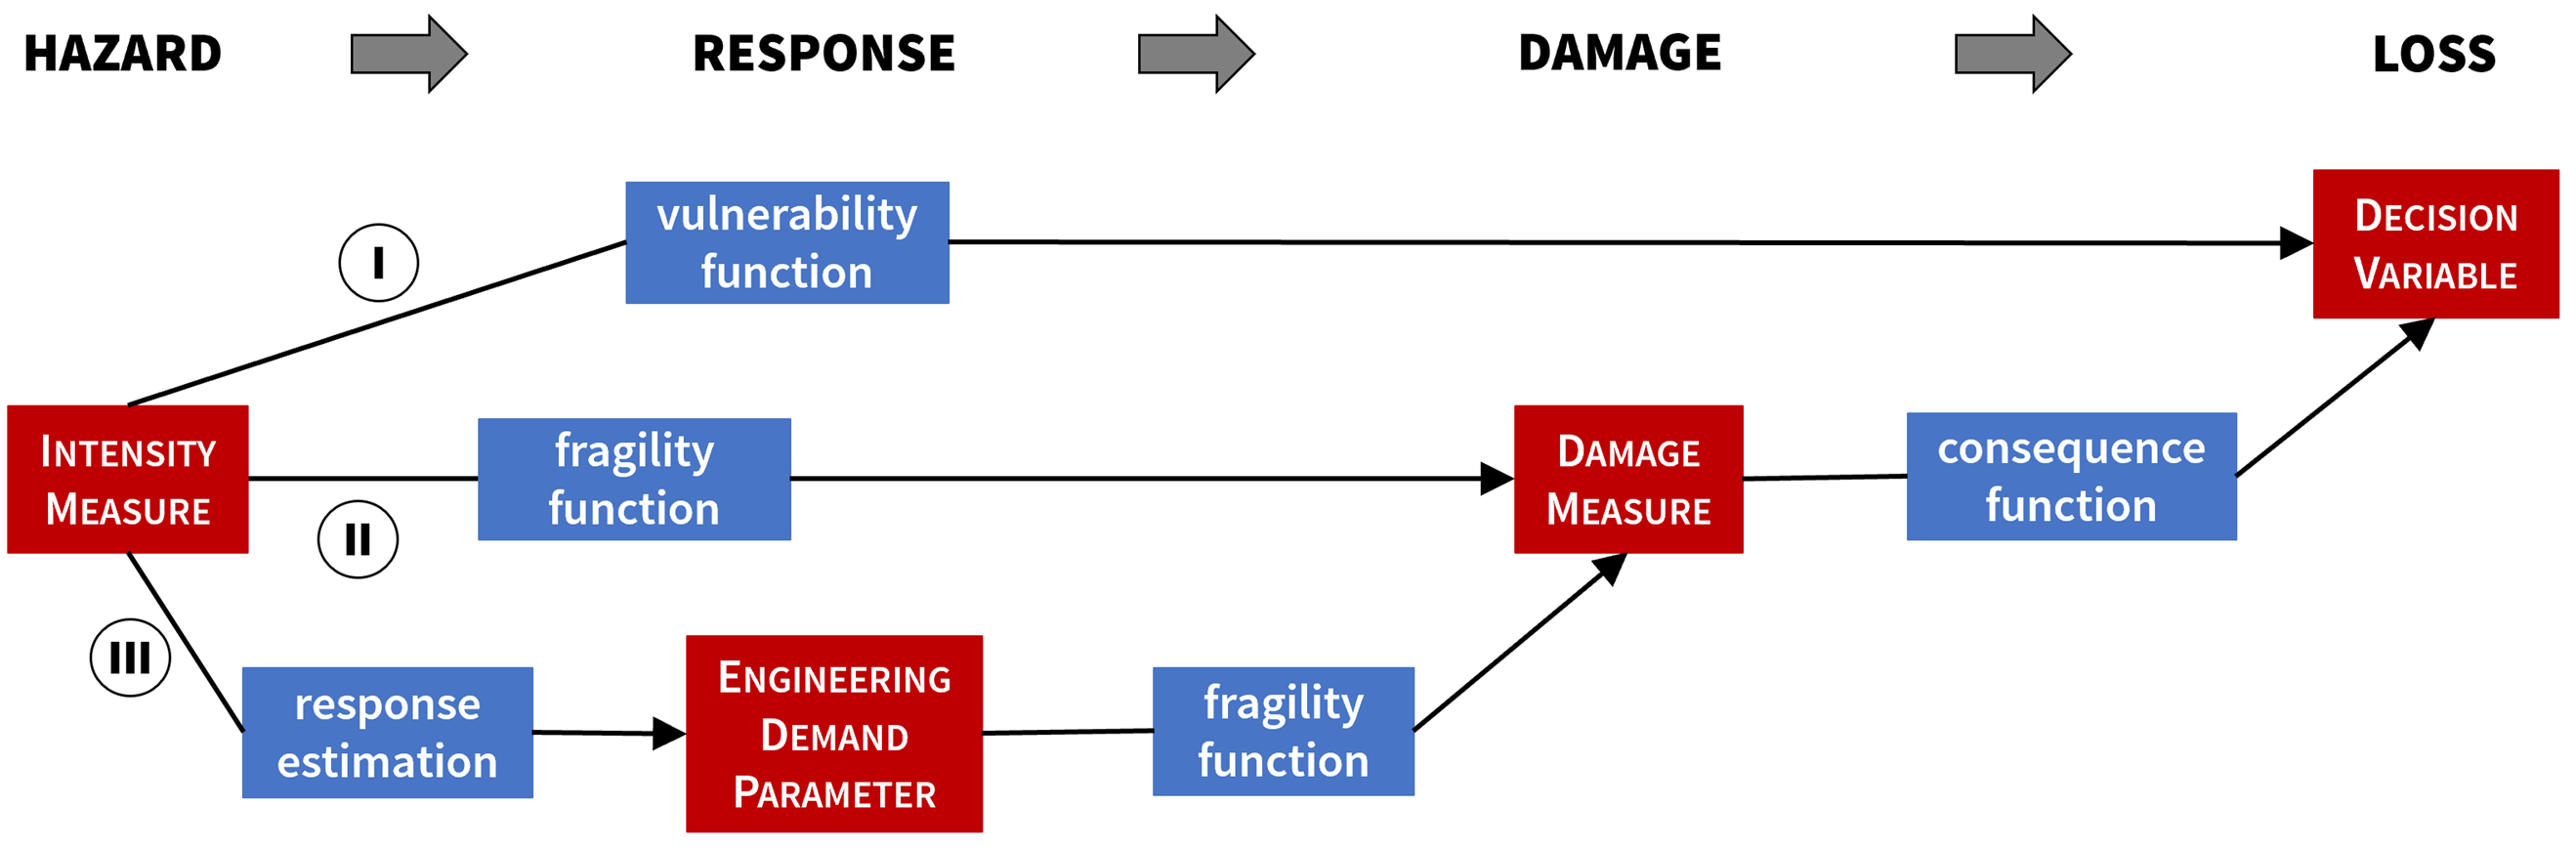 HAZARD RESPONSE DAMAGE LOSS
I
vulnerability
function
DECISION
VARIABLE
INTENSITY
MEASURE
II
fragility
function
DAMAGE
MEASURE
consequence
function
III
response
estimation
ENGINEERING
DEMAND
PARAMETER
fragility
function